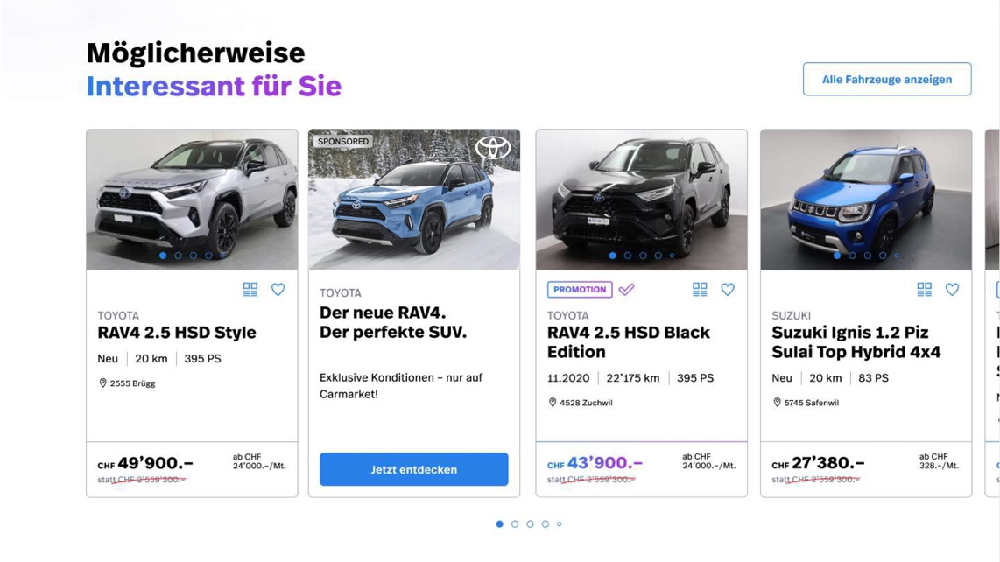 Möglicherweise
Interessant für Sie
Alle Fahrzeuge anzeigen
TOYOTA
RAV4 2.5 HSD Style
Neu 20 km 395 PS
2555 Brügg
CHF 49’900.–
statt CHF 2’559’300.–
ab CHF
24’000.–/Mt.
SPONSORED
TOYOTA
Der neue RAV4.
Der perfekte SUV.
Exklusive Konditionen – nur auf
Carmarket!
Jetzt entdecken
PROMOTION
TOYOTA
RAV4 2.5 HSD Black
Edition
11.2020 22’175 km 395 PS
4528 Zuchwil
CHF 43’900.–
statt CHF 2’559’300.–
ab CHF
24’000.–/Mt.
SUZUKI
Suzuki Ignis 1.2 Piz
Sulai Top Hybrid 4x4
Neu 20 km 83 PS
5745 Safenwil
CHF 27’380.–
statt CHF 2’559’300.–
ab CHF
328.–/Mt.